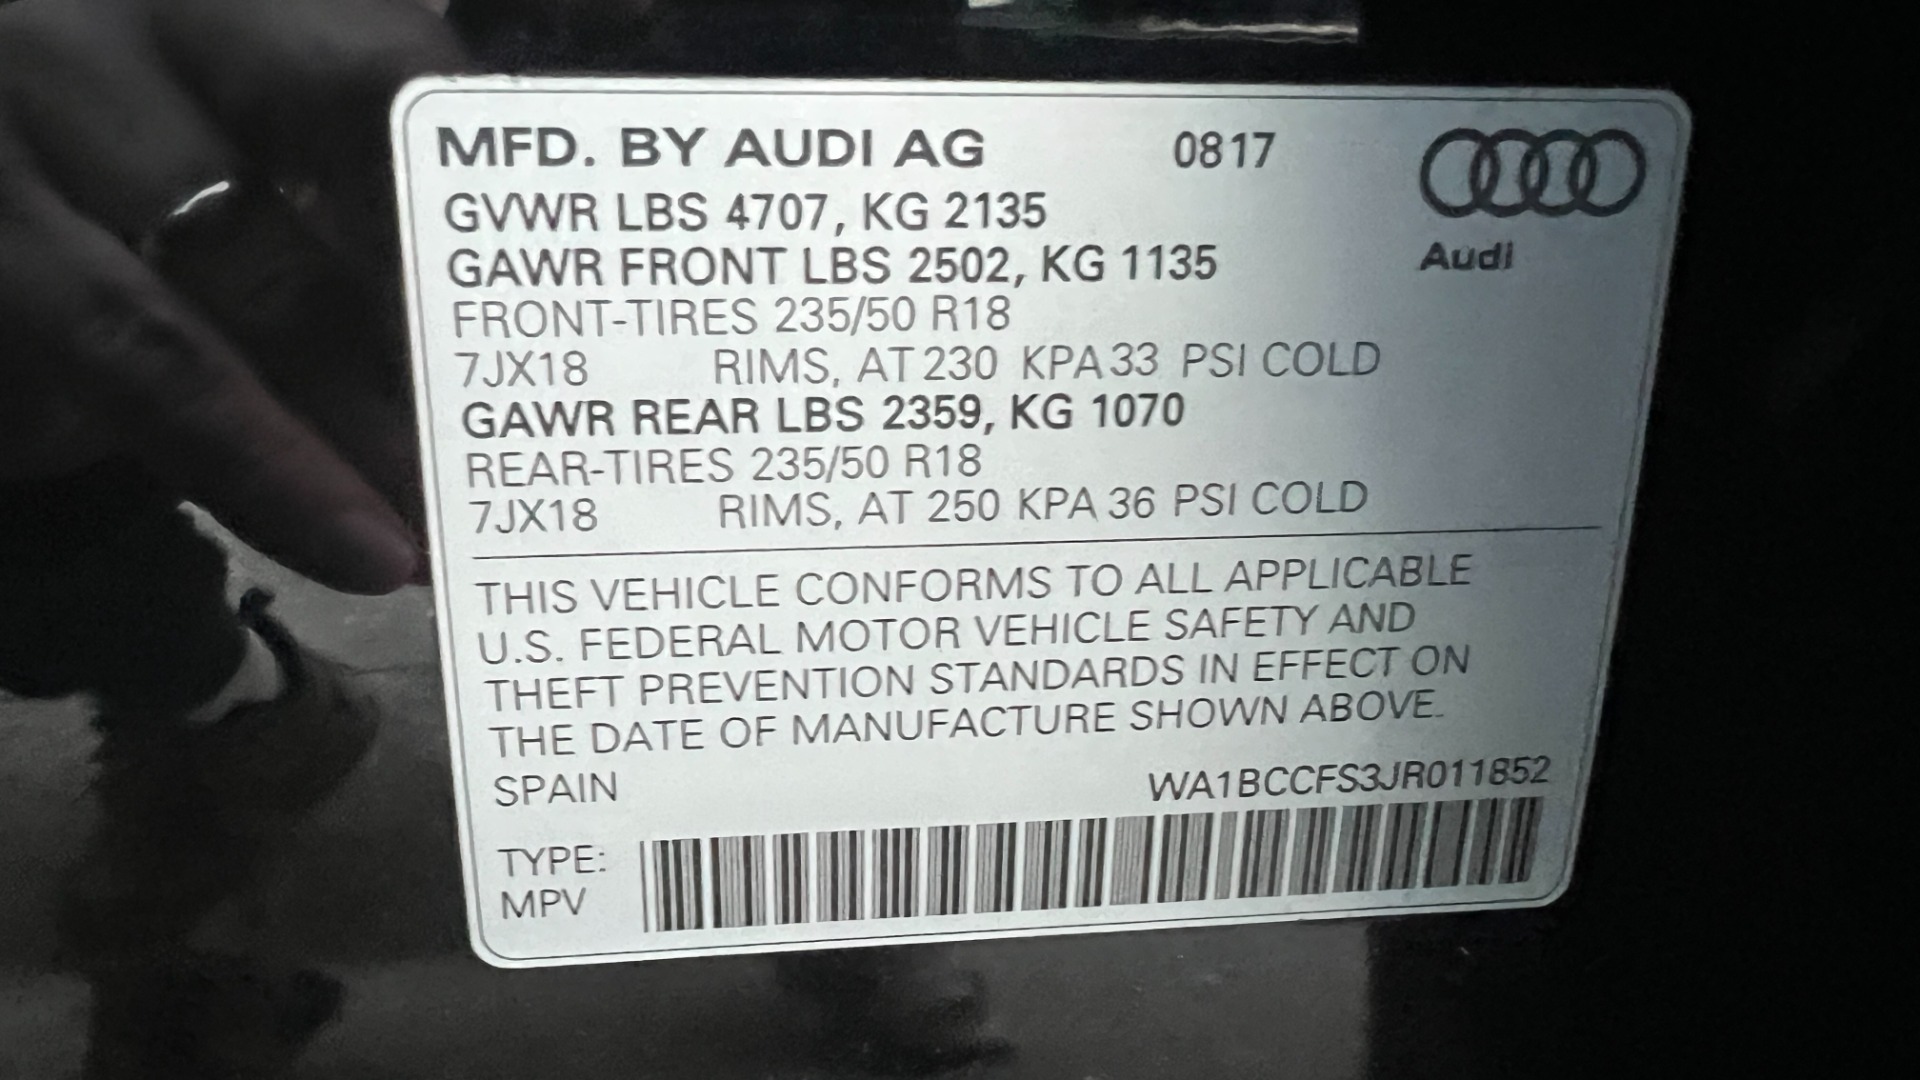 MFD. BY AUDI AG 0817
GVWR LBS 4707, KG 2135
GAWR FRONT LBS 2502, KG 1135
Audi
FRONT-TIRES 235/50 R18
7JX18 RIMS, AT 230 KPA 33 PSI COLD
GAWR REAR LBS 2359, KG 1070
REAR-TIRES 235/50 R18
7JX18 RIMS, AT 250 KPA 36 PSI COLD
THIS VEHICLE CONFORMS TO ALL APPLICABLE
U.S. FEDERAL MOTOR VEHICLE SAFETY AND
THEFT PREVENTION STANDARDS IN EFFECT ON
THE DATE OF MANUFACTURE SHOWN ABOVE.
SPAIN WA1BCCFS3JR011852
TYPE:
MPV